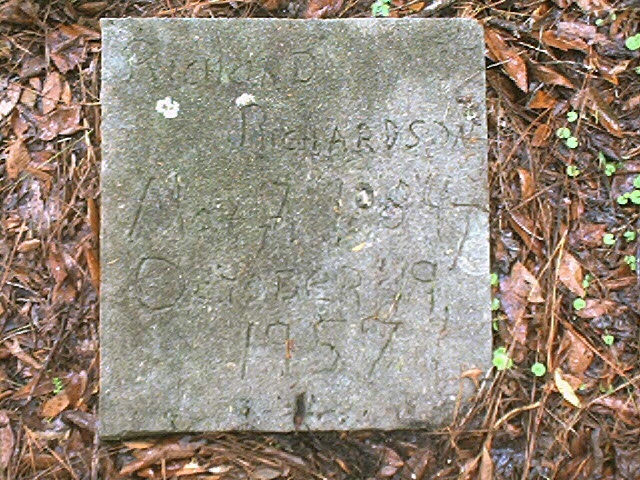 RICHARD
RICHARDSON
MAY 7,
OCTOBER 19,
1957